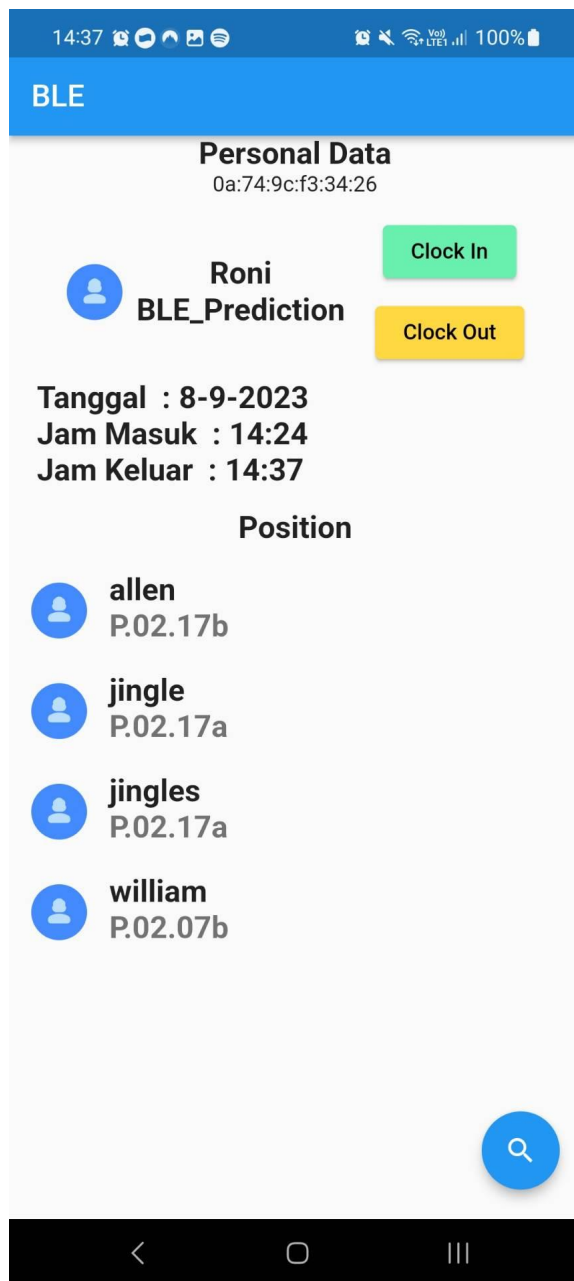 14:37 Vo)) LTE1 100%
BLE
Personal Data
0a:74:9c:f3:34:26
Clock In
Roni
BLE_Prediction
Clock Out
Tanggal : 8-9-2023
Jam Masuk : 14:24
Jam Keluar : 14:37
Position
allen
P.02.17b
jingle
P.02.17a
jingles
P.02.17a
william
P.02.07b